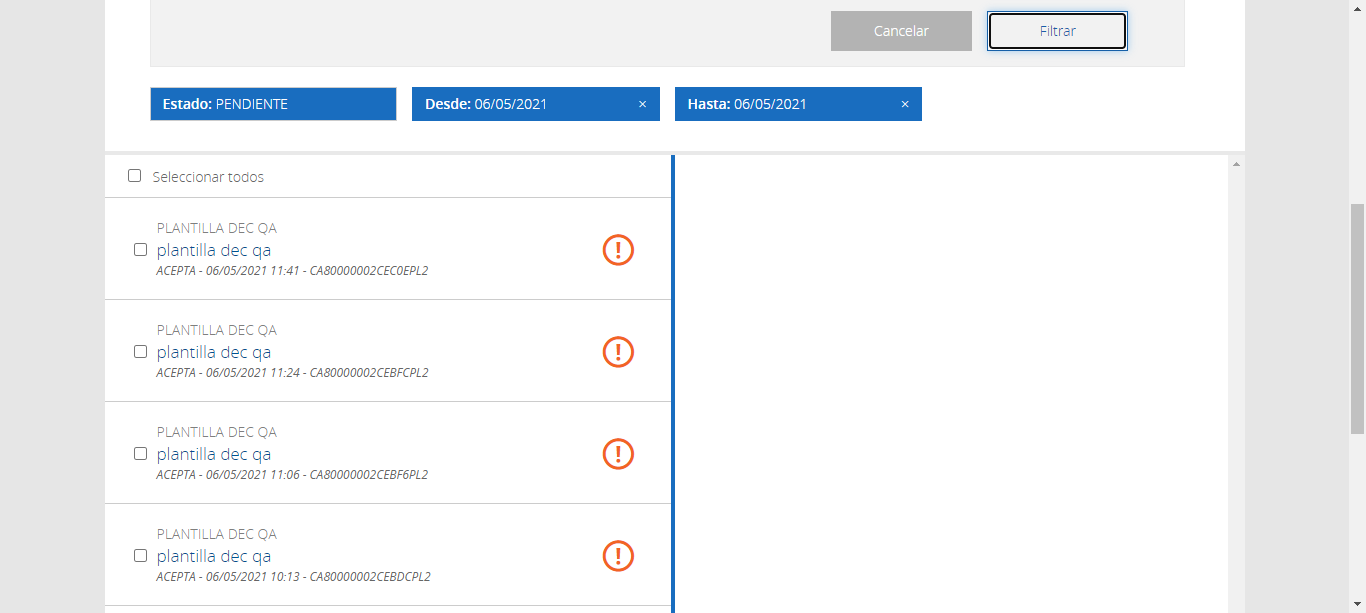 Cancelar Filtrar
Estado: PENDIENTE Desde: 06/05/2021 × Hasta: 06/05/2021 ×
Seleccionar todos
PLANTILLA DEC QA
plantilla dec qa
ACEPTA - 06/05/2021 11:41 - CA80000002CEC0EPL2
PLANTILLA DEC QA
plantilla dec qa
ACEPTA - 06/05/2021 11:24 - CA80000002CEBFCPL2
PLANTILLA DEC QA
plantilla dec qa
ACEPTA - 06/05/2021 11:06 - CA80000002CEBF6PL2
PLANTILLA DEC QA
plantilla dec qa
ACEPTA - 06/05/2021 10:13 - CA80000002CEBDCPL2